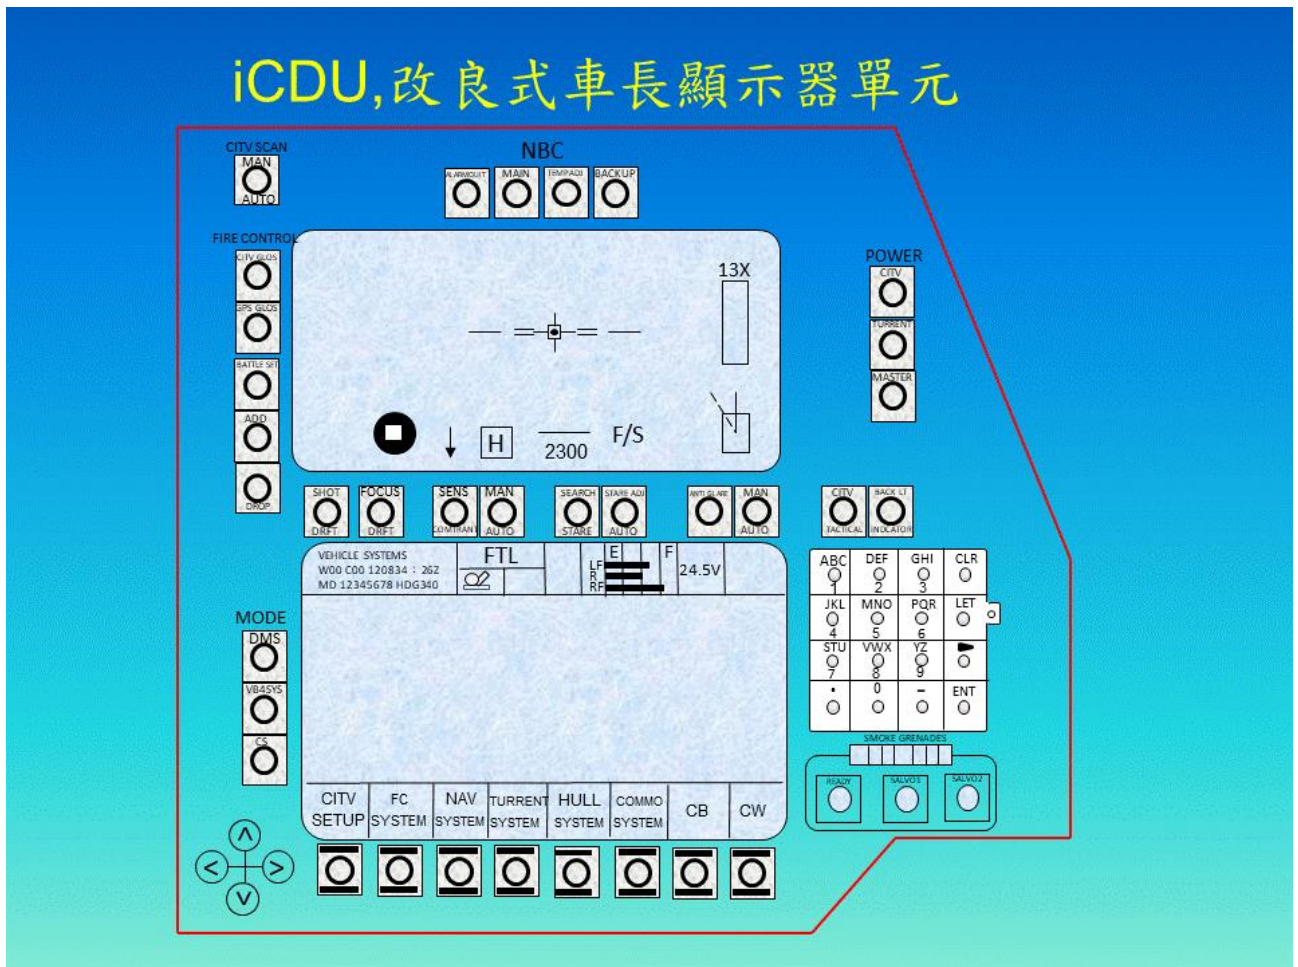 iCDU,改良式車長顯示器單元
CITV SCAN
MAN
AUTO
NBC
ALARMQUIT
MAIN
TEMPADJ
BACKUP
FIRE CONTROL
CITV GLOS
GPS GLOS
BATTLE SET
ADD
DROP
13X
H
2300
F/S
POWER
CITV
TURRENT
MASTER
SHOT
DRFT
FOCUS
DRFT
SENS
COMTRANT
MAN
AUTO
SEARCH
STARE
STARE ADJ
AUTO
ANTI GLARE
MAN
AUTO
CITV
TACTICAL
BACK LT
INDCATOR
VEHICLE SYSTEMS
W00 C00 120834 : 26Z
MD 12345678 HDG340
FTL
E F
LF
R
RF
24.5V
MODE
DMS
VB4SYS
CS
ABC DEF GHI CLR
1 2 3
JKL MNO PQR LET
4 5 6
STU VWX YZ
7 8 9
. 0 – ENT
SMOKE GRENADES
READY SALVO1 SALVO2
CITV SETUP
FC SYSTEM
NAV SYSTEM
TURRENT SYSTEM
HULL SYSTEM
COMMO SYSTEM
CB
CW